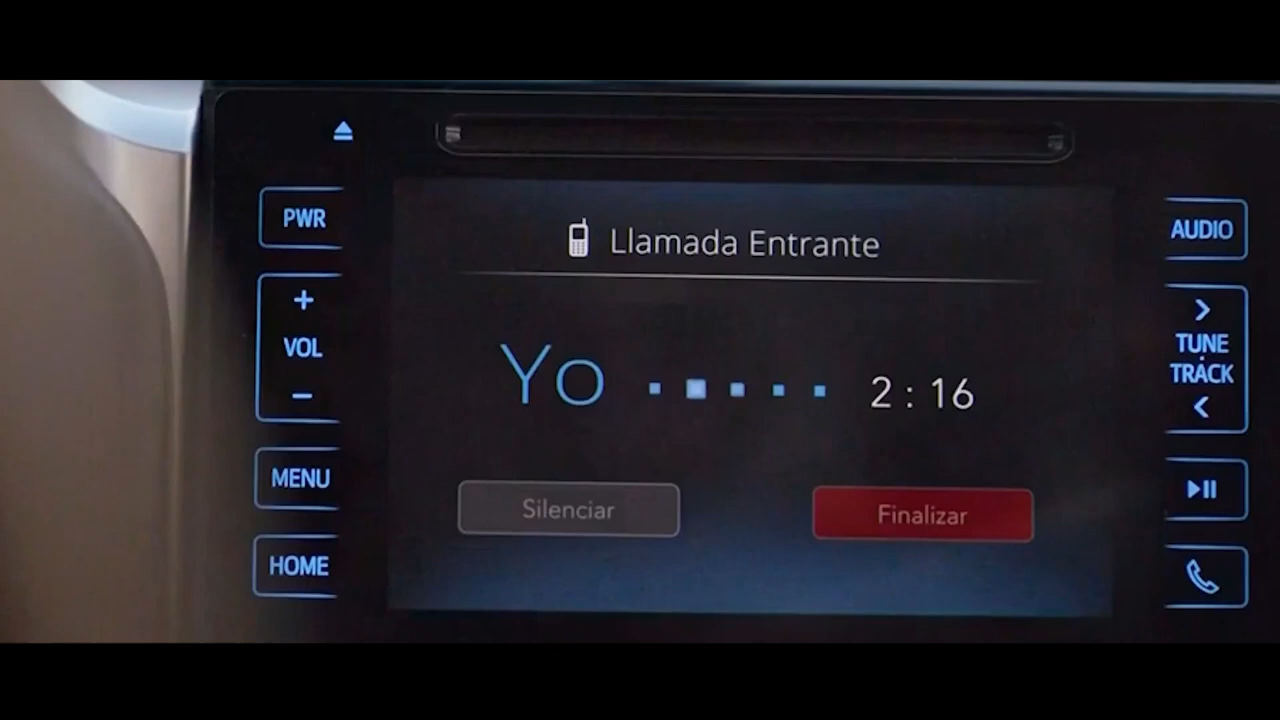 PWR
+
VOL
−
MENU
HOME
Llamada Entrante
Yo
2 : 16
Silenciar
Finalizar
AUDIO
>
TUNE
TRACK
<